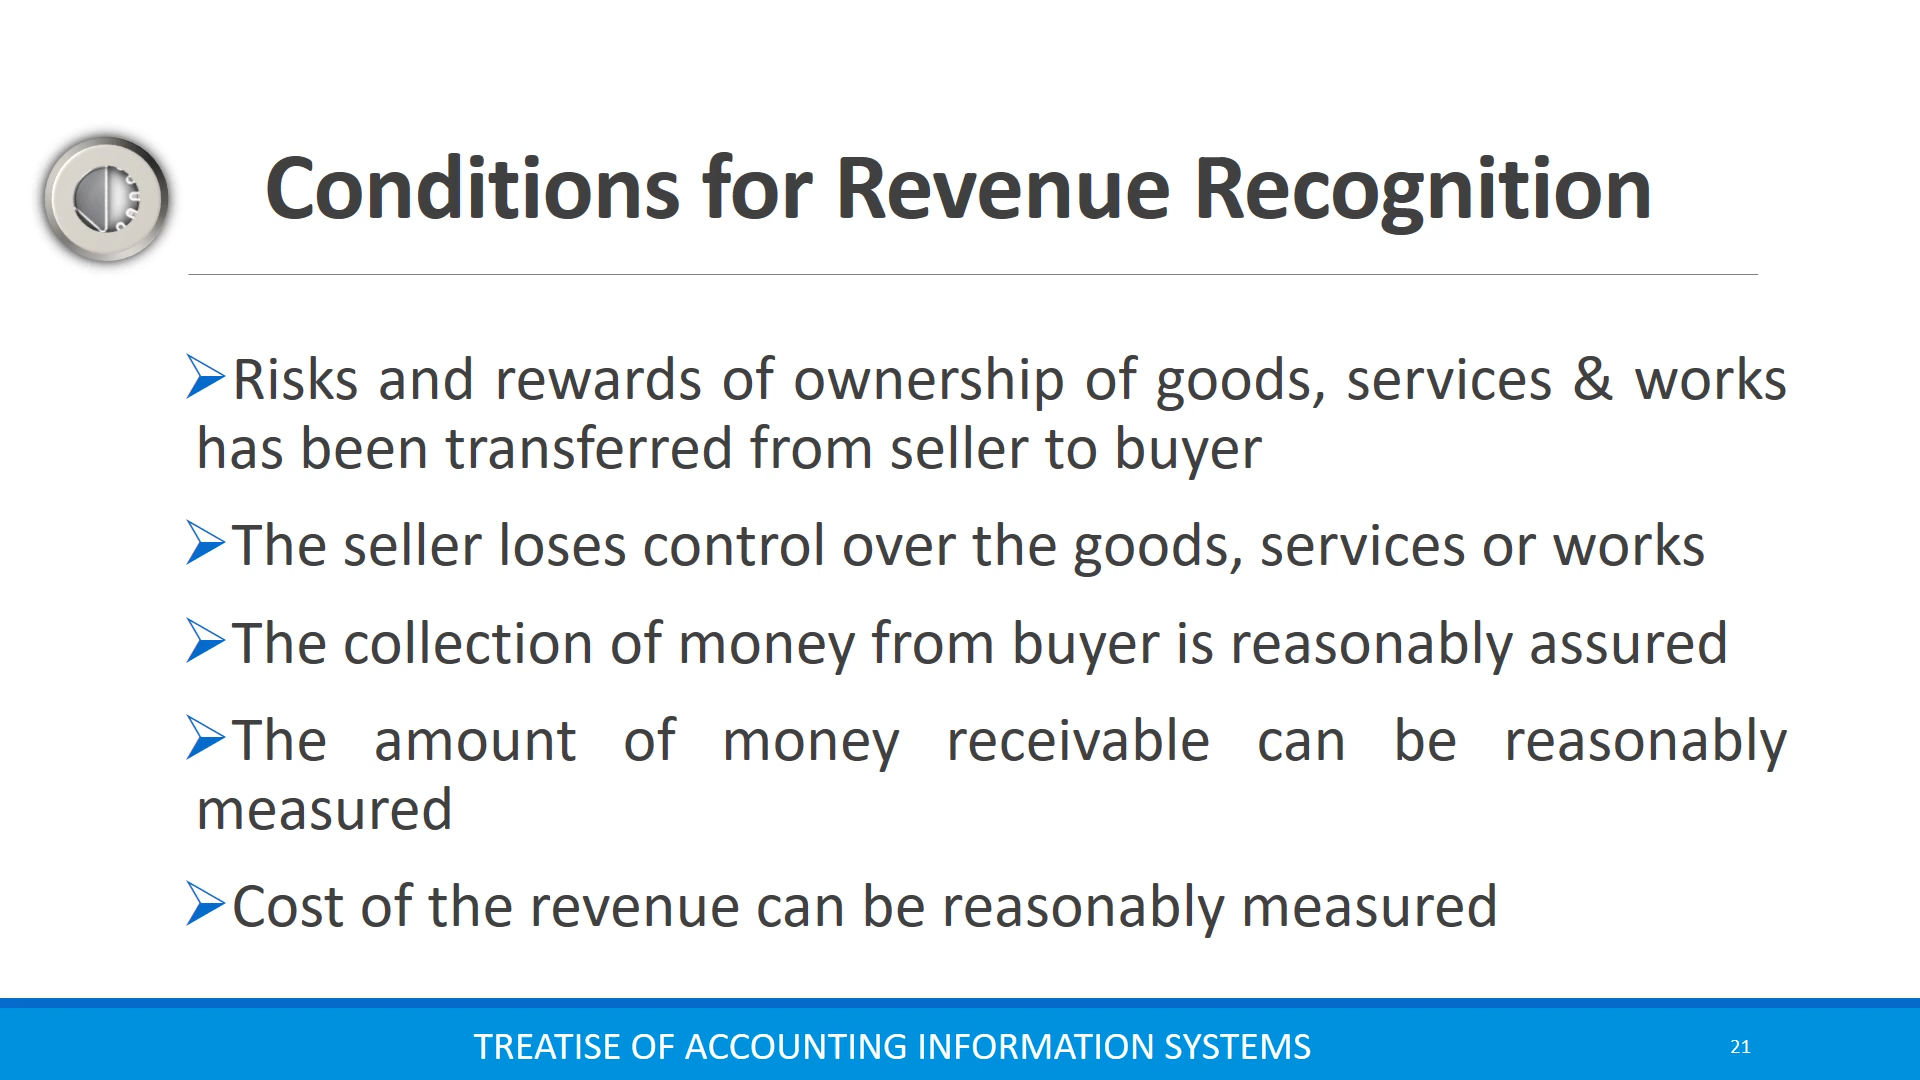 Conditions for Revenue Recognition
➢Risks and rewards of ownership of goods, services & works
has been transferred from seller to buyer
➢The seller loses control over the goods, services or works
➢The collection of money from buyer is reasonably assured
➢The amount of money receivable can be reasonably
measured
➢Cost of the revenue can be reasonably measured
TREATISE OF ACCOUNTING INFORMATION SYSTEMS
21